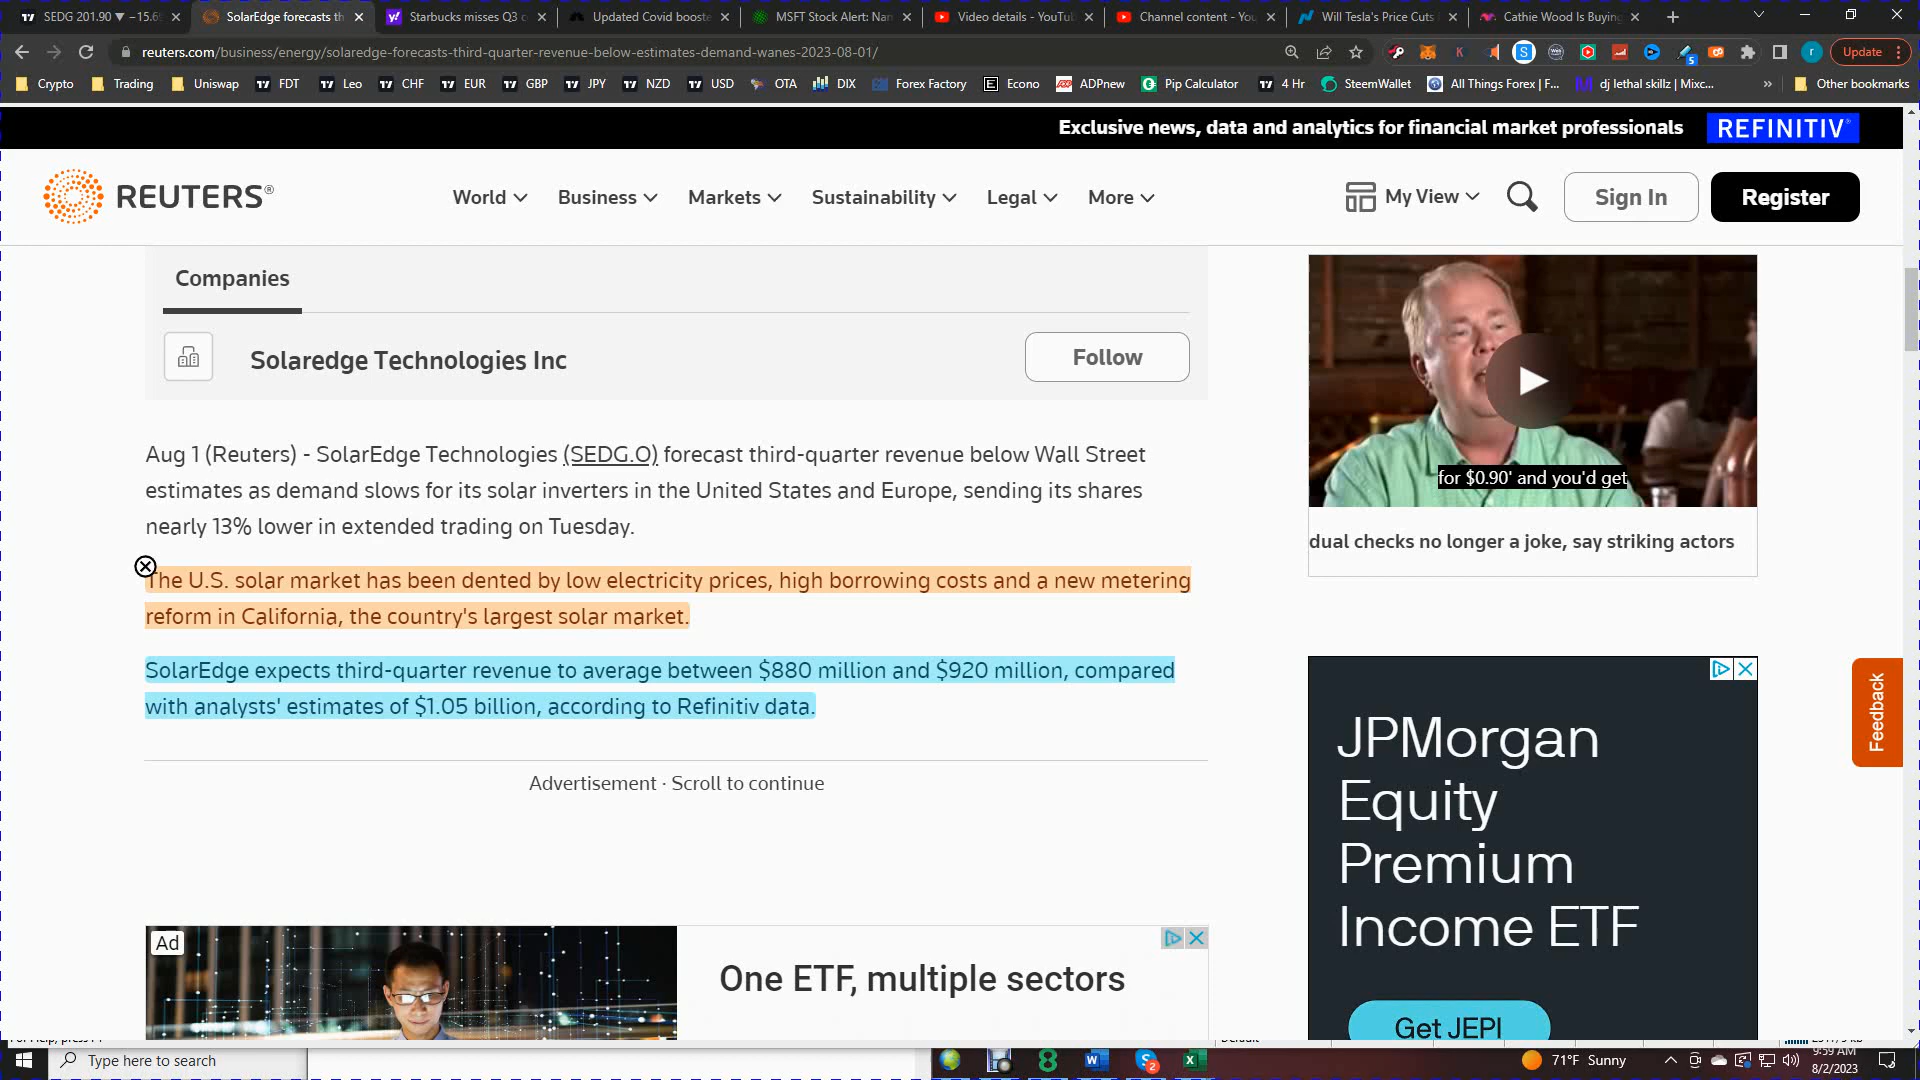 SEDG 201.90 ▼ −15.6
SolarEdge forecasts th
Starbucks misses Q3 c
Updated Covid booste
MSFT Stock Alert: Nan
Video details - YouTu
Channel content - You
Will Tesla's Price Cuts
Cathie Wood Is Buying
reuters.com/business/energy/solaredge-forecasts-third-quarter-revenue-below-estimates-demand-wanes-2023-08-01/
Update
Crypto
Trading
Uniswap
FDT
Leo
CHF
EUR
GBP
JPY
NZD
USD
OTA
DIX
Forex Factory
Econo
ADPnew
Pip Calculator
4 Hr
SteemWallet
All Things Forex | F...
dj lethal skillz | Mixc...
Other bookmarks
Exclusive news, data and analytics for financial market professionals
REFINITIV
REUTERS®
World
Business
Markets
Sustainability
Legal
More
My View
Sign In
Register
Companies
Solaredge Technologies Inc
Follow
Aug 1 (Reuters) - SolarEdge Technologies (SEDG.O) forecast third-quarter revenue below Wall Street
estimates as demand slows for its solar inverters in the United States and Europe, sending its shares
nearly 13% lower in extended trading on Tuesday.
The U.S. solar market has been dented by low electricity prices, high borrowing costs and a new metering
reform in California, the country's largest solar market.
SolarEdge expects third-quarter revenue to average between $880 million and $920 million, compared
with analysts' estimates of $1.05 billion, according to Refinitiv data.
Advertisement · Scroll to continue
Ad
One ETF, multiple sectors
for $0.90' and you'd get
dual checks no longer a joke, say striking actors
JPMorgan
Equity
Premium
Income ETF
Get JEPI
Feedback
Type here to search
71°F Sunny
9:59 AM
8/2/2023